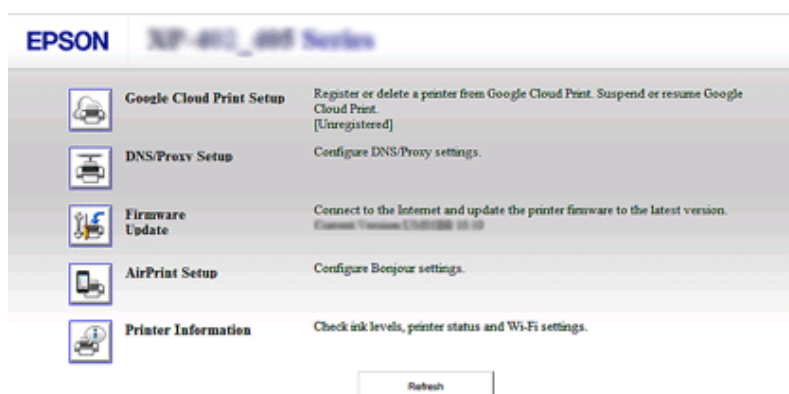 EPSON
XP-402_405 Series
Google Cloud Print Setup
Register or delete a printer from Google Cloud Print. Suspend or resume Google
Cloud Print.
[Unregistered]
DNS/Proxy Setup
Configure DNS/Proxy settings.
Firmware
Update
Connect to the Internet and update the printer firmware to the latest version.
AirPrint Setup
Configure Bonjour settings.
Printer Information
Check ink levels, printer status and Wi-Fi settings.
Refresh